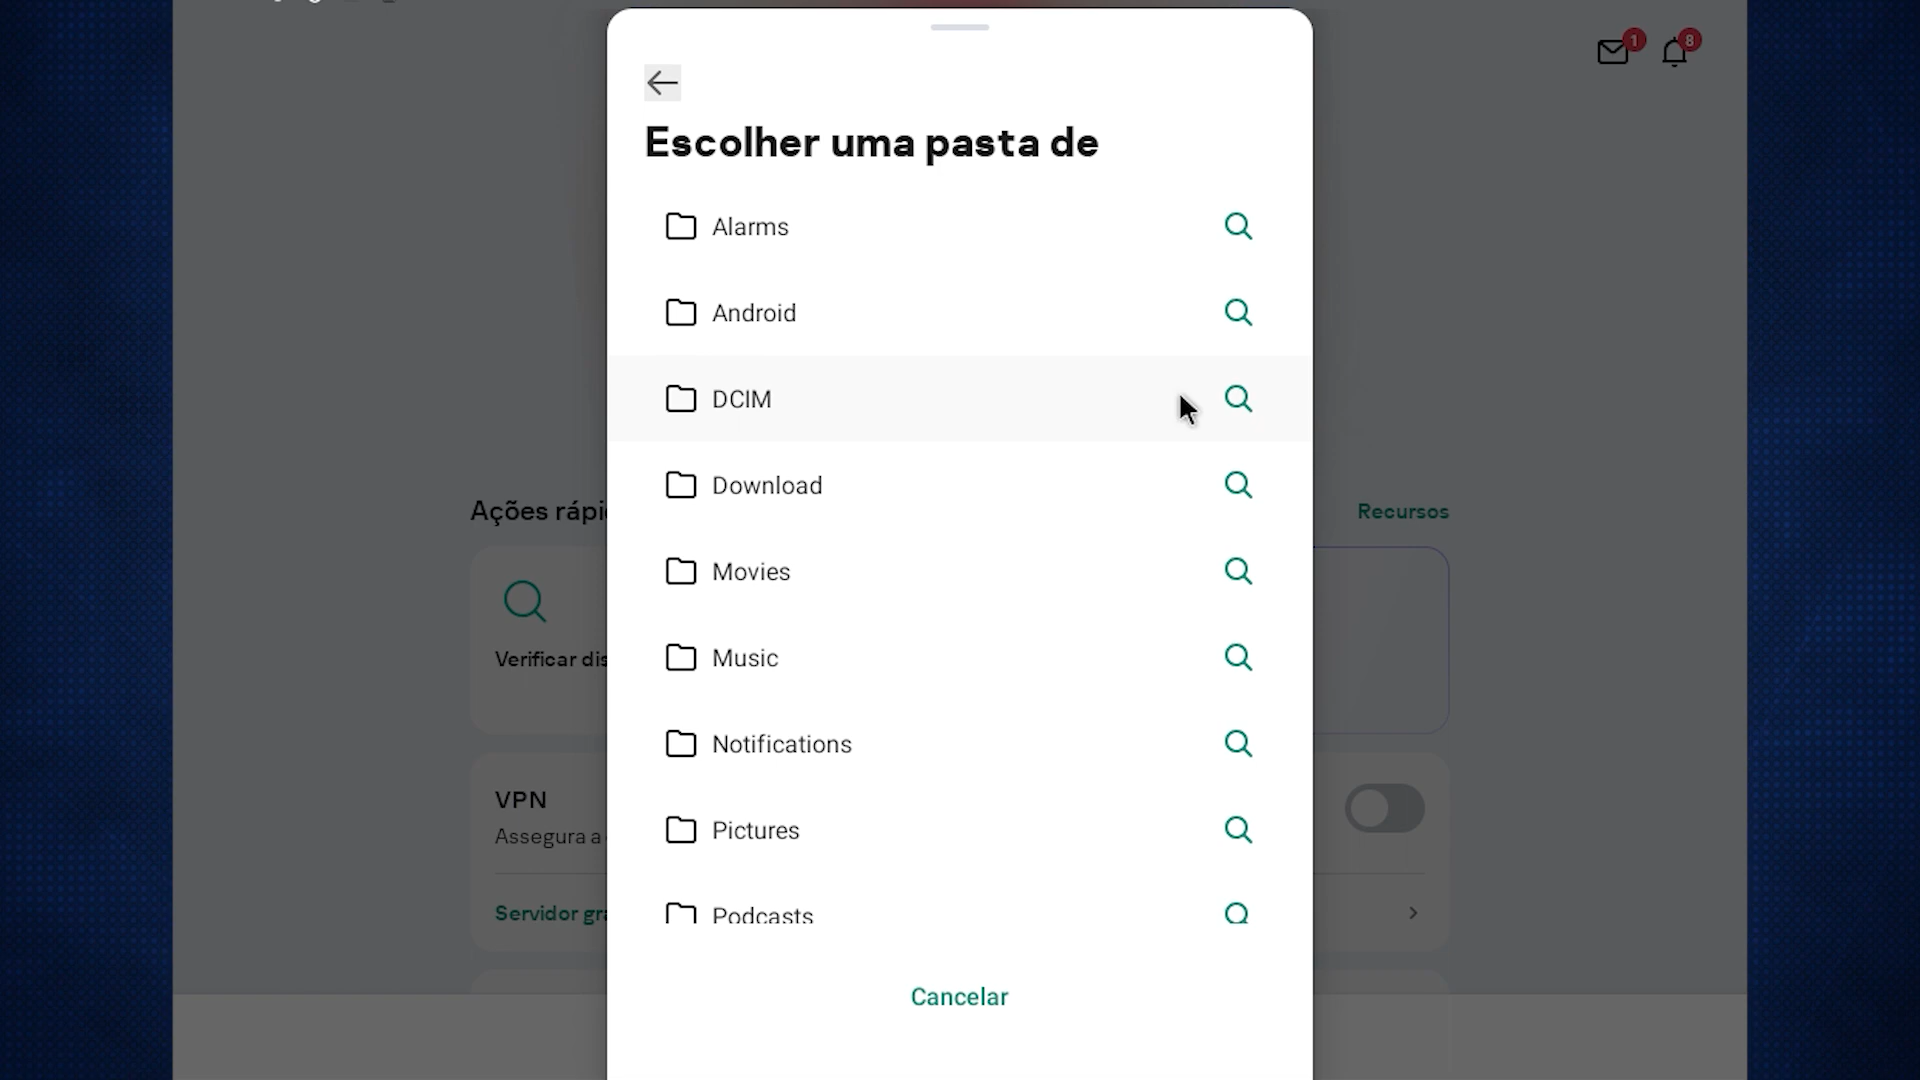 1
8
Escolher uma pasta de
Alarms
Android
DCIM
Download
Movies
Music
Notifications
Pictures
Podcasts
Cancelar
Ações rápi
Recursos
Verificar dis
VPN
Assegura a
Servidor gra